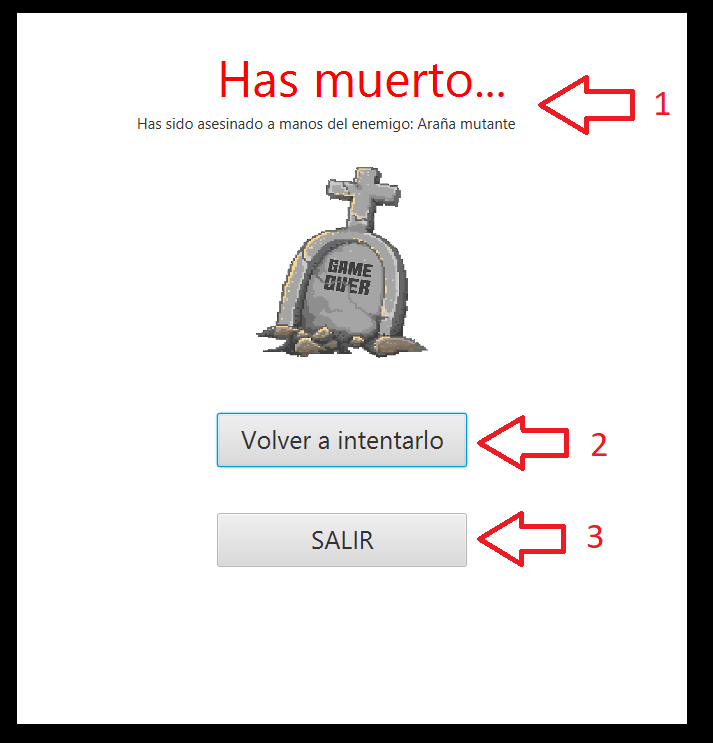 Has muerto...
1
Has sido asesinado a manos del enemigo: Araña mutante
GAME
OVER
Volver a intentarlo
2
SALIR
3